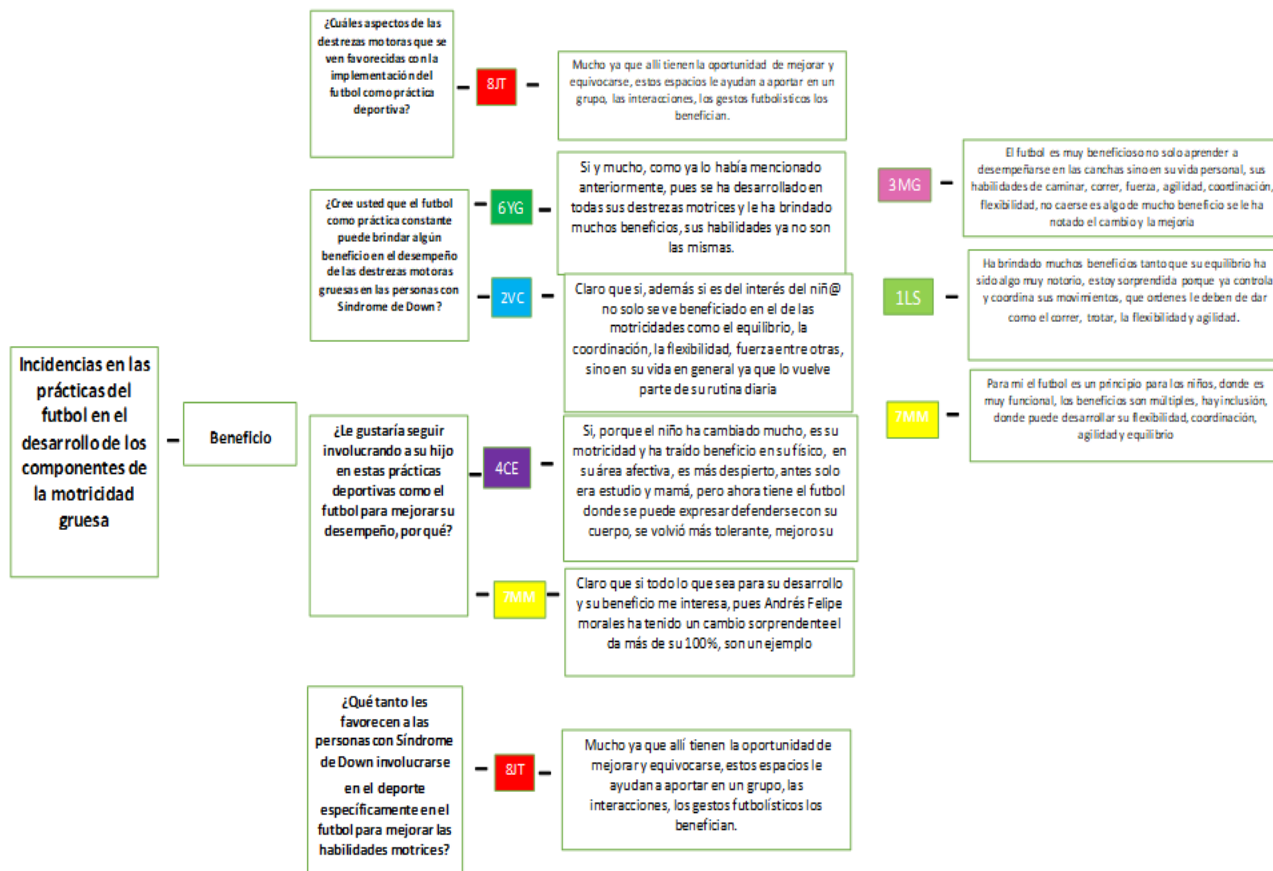 Incidencias en las
prácticas del
futbol en el
desarrollo de los
componentes de
la motricidad
gruesa
Beneficio
¿Cuáles aspectos de las
destrezas motoras que se
ven favorecidas con la
implementación del
futbol como práctica
deportiva?
8JT
Mucho ya que allí tienen la oportunidad de mejorar y
equivocarse, estos espacios le ayudan a aportar en un
grupo, las interacciones, los gestos futbolísticos los
benefician.
¿Cree usted que el futbol
como práctica constante
puede brindar algún
beneficio en el desempeño
de las destrezas motoras
gruesas en las personas con
Síndrome de Down?
6YG
Si y mucho, como ya lo había mencionado
anteriormente, pues se ha desarrollado en
todas sus destrezas motrices y le ha brindado
muchos beneficios, sus habilidades ya no son
las mismas.
2VC
Claro que si, además si es del interés del niñ@
no solo se ve beneficiado en el de las
motricidades como el equilibrio, la
coordinación, la flexibilidad, fuerza entre otras,
sino en su vida en general ya que lo vuelve
parte de su rutina diaria
3MG
El futbol es muy beneficioso no solo aprender a
desempeñarse en las canchas sino en su vida personal, sus
habilidades de caminar, correr, fuerza, agilidad, coordinación,
flexibilidad, no caerse es algo de mucho beneficio se le ha
notado el cambio y la mejoría
1LS
Ha brindado muchos beneficios tanto que su equilibrio ha
sido algo muy notorio, estoy sorprendida porque ya controla
y coordina sus movimientos, que ordenes le deben de dar
como el correr, trotar, la flexibilidad y agilidad.
7MM
Para mi el futbol es un principio para los niños, donde es
muy funcional, los beneficios son múltiples, hay inclusión,
donde puede desarrollar su flexibilidad, coordinación,
agilidad y equilibrio
¿Le gustaría seguir
involucrando a su hijo
en estas prácticas
deportivas como el
futbol para mejorar su
desempeño, por qué?
4CE
Si, porque el niño ha cambiado mucho, es su
motricidad y ha traído beneficio en su físico, en
su área afectiva, es más despierto, antes solo
era estudio y mamá, pero ahora tiene el futbol
donde se puede expresar defenderse con su
cuerpo, se volvió más tolerante, mejoro su
7MM
Claro que si todo lo que sea para su desarrollo
y su beneficio me interesa, pues Andrés Felipe
morales ha tenido un cambio sorprendente el
da más de su 100%, son un ejemplo
¿Qué tanto les
favorecen a las
personas con Síndrome
de Down involucrarse
en el deporte
específicamente en el
futbol para mejorar las
habilidades motrices?
8JT
Mucho ya que allí tienen la oportunidad de
mejorar y equivocarse, estos espacios le
ayudan a aportar en un grupo, las
interacciones, los gestos futbolísticos los
benefician.